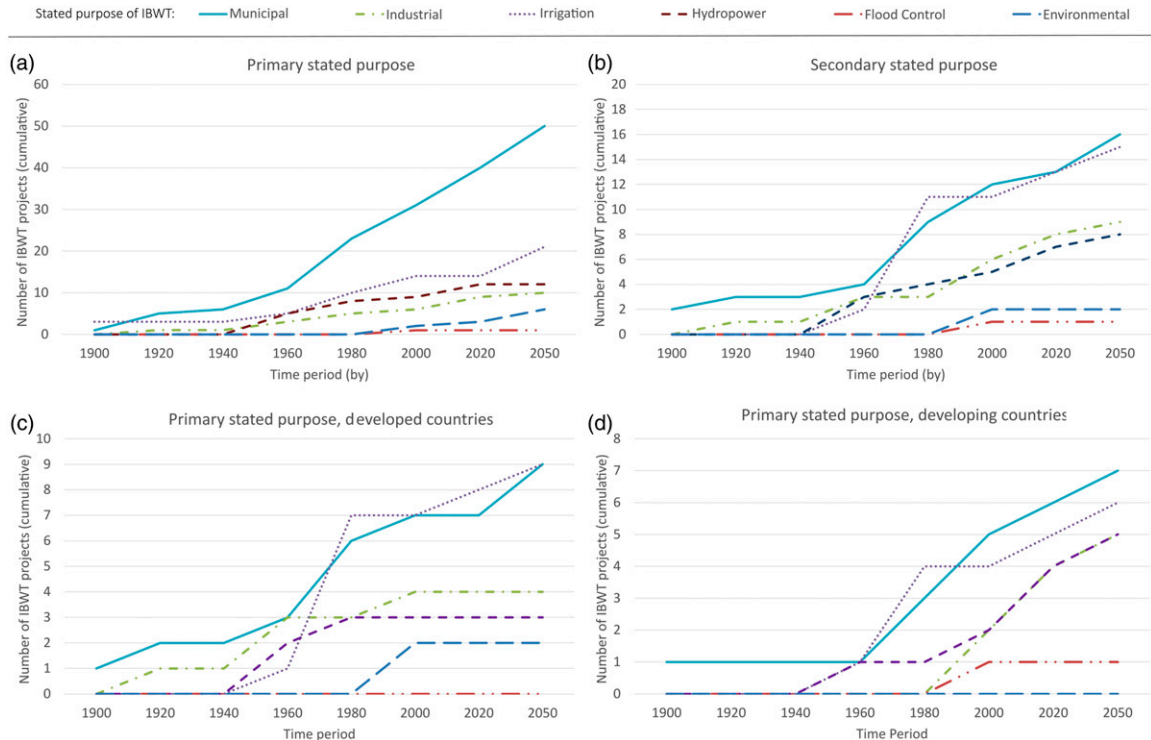 Stated purpose of IBWT: Municipal Industrial Irrigation Hydropower Flood Control Environmental
(a)
Primary stated purpose
Number of IBWT projects (cumulative)
60
50
40
30
20
10
0
1900 1920 1940 1960 1980 2000 2020 2050
Time period (by)
(b)
Secondary stated purpose
Number of IBWT projects (cumulative)
20
18
16
14
12
10
8
6
4
2
0
1900 1920 1940 1960 1980 2000 2020 2050
Time period (by)
(c)
Primary stated purpose, developed countries
Number of IBWT projects (cumulative)
10
9
8
7
6
5
4
3
2
1
0
1900 1920 1940 1960 1980 2000 2020 2050
Time period
(d)
Primary stated purpose, developing countries
Number of IBWT projects (cumulative)
8
7
6
5
4
3
2
1
0
1900 1920 1940 1960 1980 2000 2020 2050
Time Period